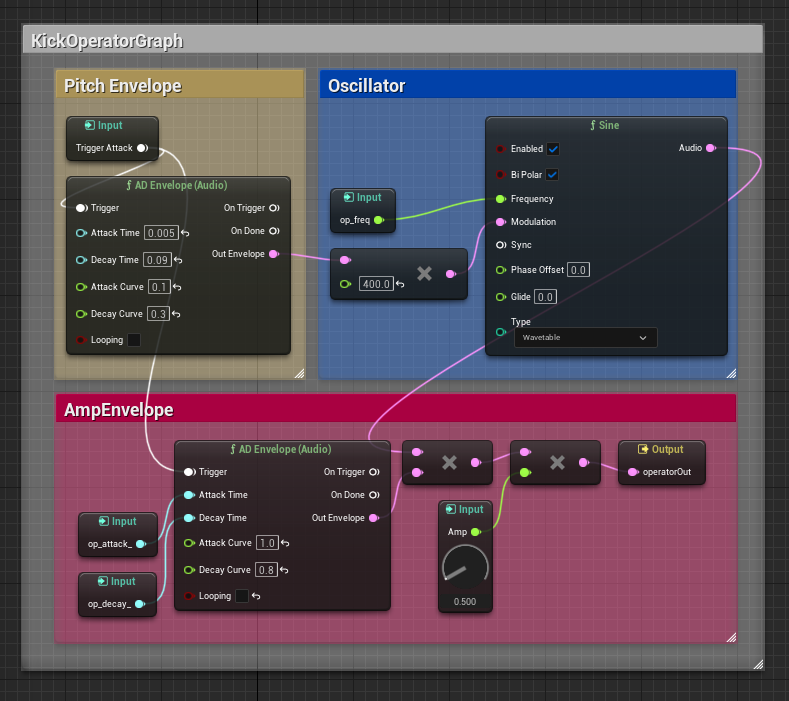 KickOperatorGraph
Pitch Envelope
Input
Trigger Attack
ƒ AD Envelope (Audio)
Trigger
On Trigger
Attack Time 0.005
On Done
Decay Time 0.09
Out Envelope
Attack Curve 0.1
Decay Curve 0.3
Looping
Oscillator
Input
op_freq
400.0
ƒ Sine
Enabled
Audio
Bi Polar
Frequency
Modulation
Sync
Phase Offset 0.0
Glide 0.0
Type
Wavetable
AmpEnvelope
Input
op_attack_
Input
op_decay_
ƒ AD Envelope (Audio)
Trigger
On Trigger
Attack Time
On Done
Decay Time
Out Envelope
Attack Curve 1.0
Decay Curve 0.8
Looping
Input
Amp
0.500
Output
operatorOut